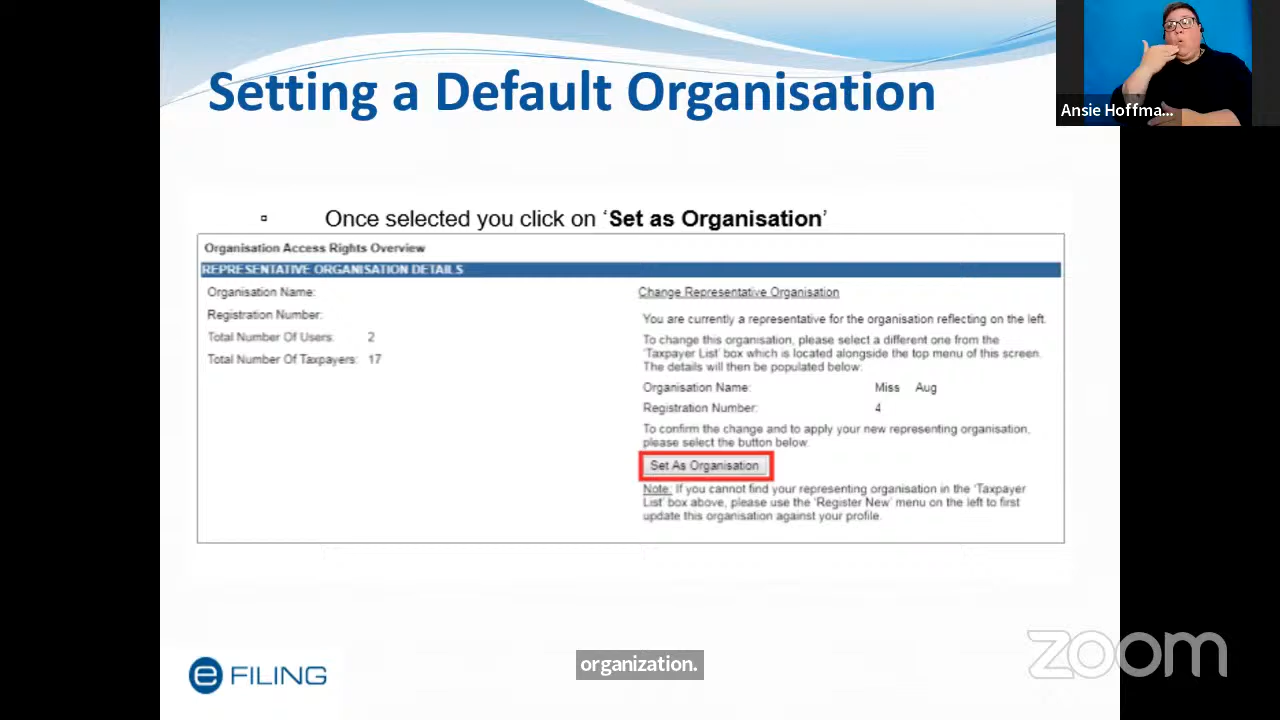 Setting a Default Organisation
Ansie Hoffma...
Once selected you click on ‘Set as Organisation’
Organisation Access Rights Overview
REPRESENTATIVE ORGANISATION DETAILS
Organisation Name:
Registration Number:
Total Number Of Users: 2
Total Number Of Taxpayers: 17
Change Representative Organisation
You are currently a representative for the organisation reflecting on the left.
To change this organisation, please select a different one from the
'Taxpayer List' box which is located alongside the top menu of this screen.
The details will then be populated below:
Organisation Name: Miss Aug
Registration Number: 4
To confirm the change and to apply your new representing organisation,
please select the button below.
Set As Organisation
Note: If you cannot find your representing organisation in the 'Taxpayer
List' box above, please use the 'Register New' menu on the left to first
update this organisation against your profile.
organization.
e FILING
zoom